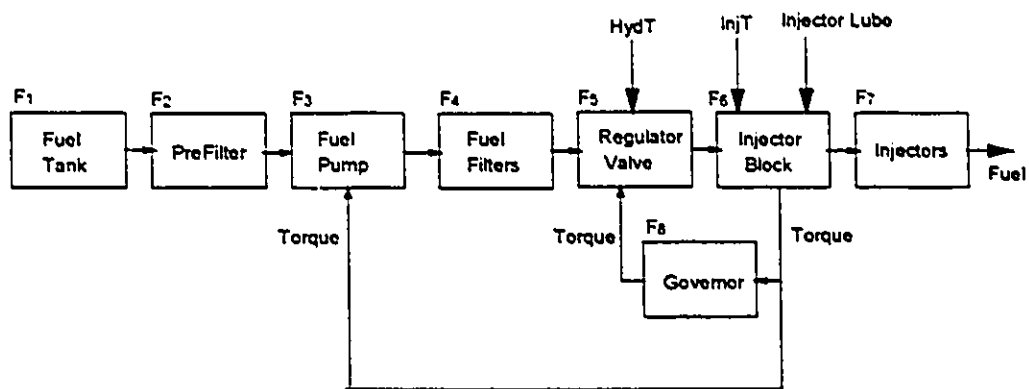 HydT
InjT
Injector Lube
F1
F2
F3
F4
F5
F6
F7
Fuel
Tank
PreFilter
Fuel
Pump
Fuel
Filters
Regulator
Valve
Injector
Block
Injectors
Fuel
Torque
Torque
F8
Torque
Governor